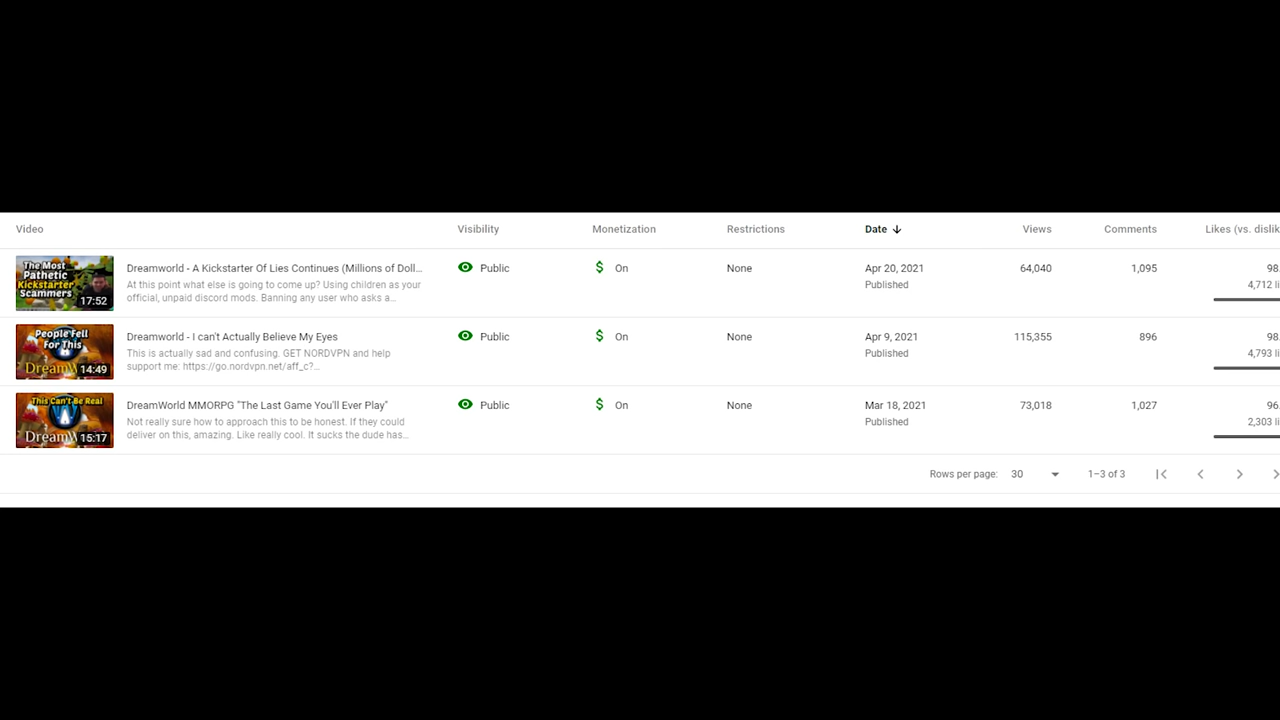 Video Visibility Monetization Restrictions Date Views Comments Likes (vs. dislik
The Most
Pathetic
Kickstarter
Scammers
17:52
Dreamworld - A Kickstarter Of Lies Continues (Millions of Doll...
At this point what else is going to come up? Using children as your
official, unpaid discord mods. Banning any user who asks a...
Public
On
None
Apr 20, 2021
Published
64,040
1,095
98.
4,712 li
People Fell
For This
DreamW
14:49
Dreamworld - I can't Actually Believe My Eyes
This is actually sad and confusing. GET NORDVPN and help
support me: https://go.nordvpn.net/aff_c?...
Public
On
None
Apr 9, 2021
Published
115,355
896
98.
4,793 li
This Can't Be Real
DreamW
15:17
DreamWorld MMORPG "The Last Game You'll Ever Play"
Not really sure how to approach this to be honest. If they could
deliver on this, amazing. Like really cool. It sucks the dude has...
Public
On
None
Mar 18, 2021
Published
73,018
1,027
96.
2,303 li
Rows per page: 30 1–3 of 3